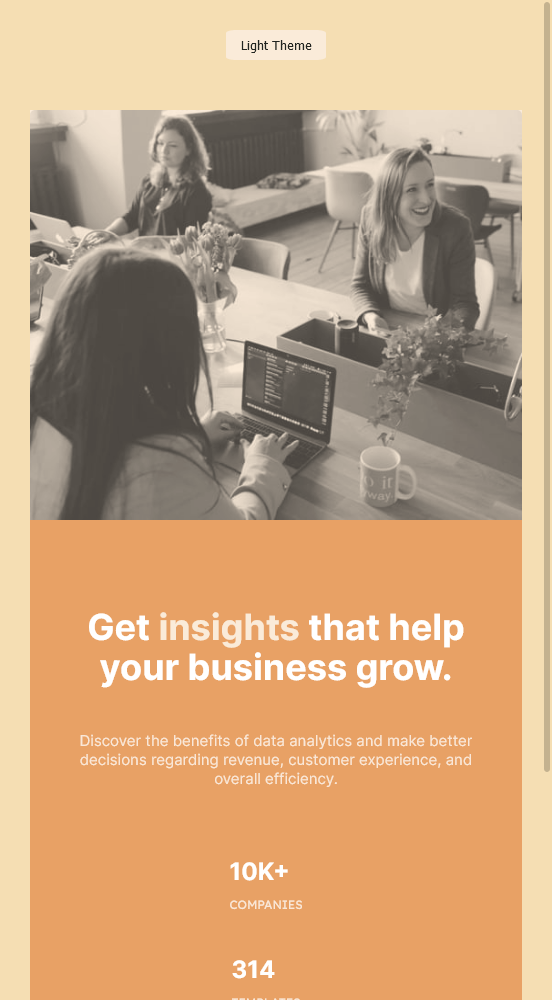 Light Theme
Get insights that help
your business grow.
Discover the benefits of data analytics and make better
decisions regarding revenue, customer experience, and
overall efficiency.
10K+
COMPANIES
314